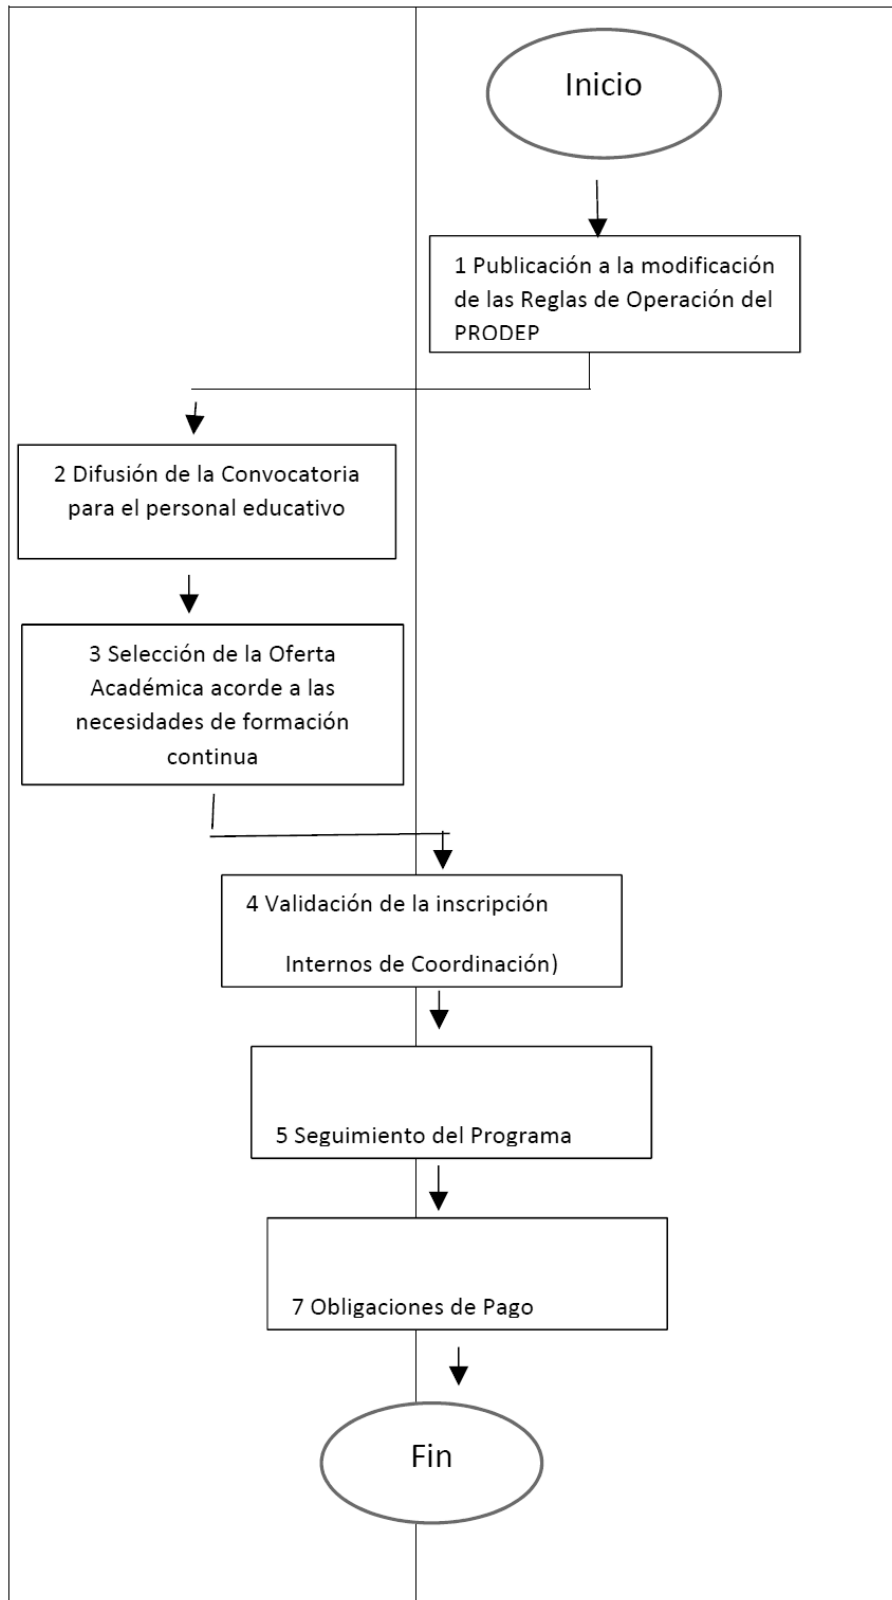 Inicio
1 Publicación a la modificación
de las Reglas de Operación del
PRODEP
2 Difusión de la Convocatoria
para el personal educativo
3 Selección de la Oferta
Académica acorde a las
necesidades de formación
continua
4 Validación de la inscripción
Internos de Coordinación)
5 Seguimiento del Programa
7 Obligaciones de Pago
Fin